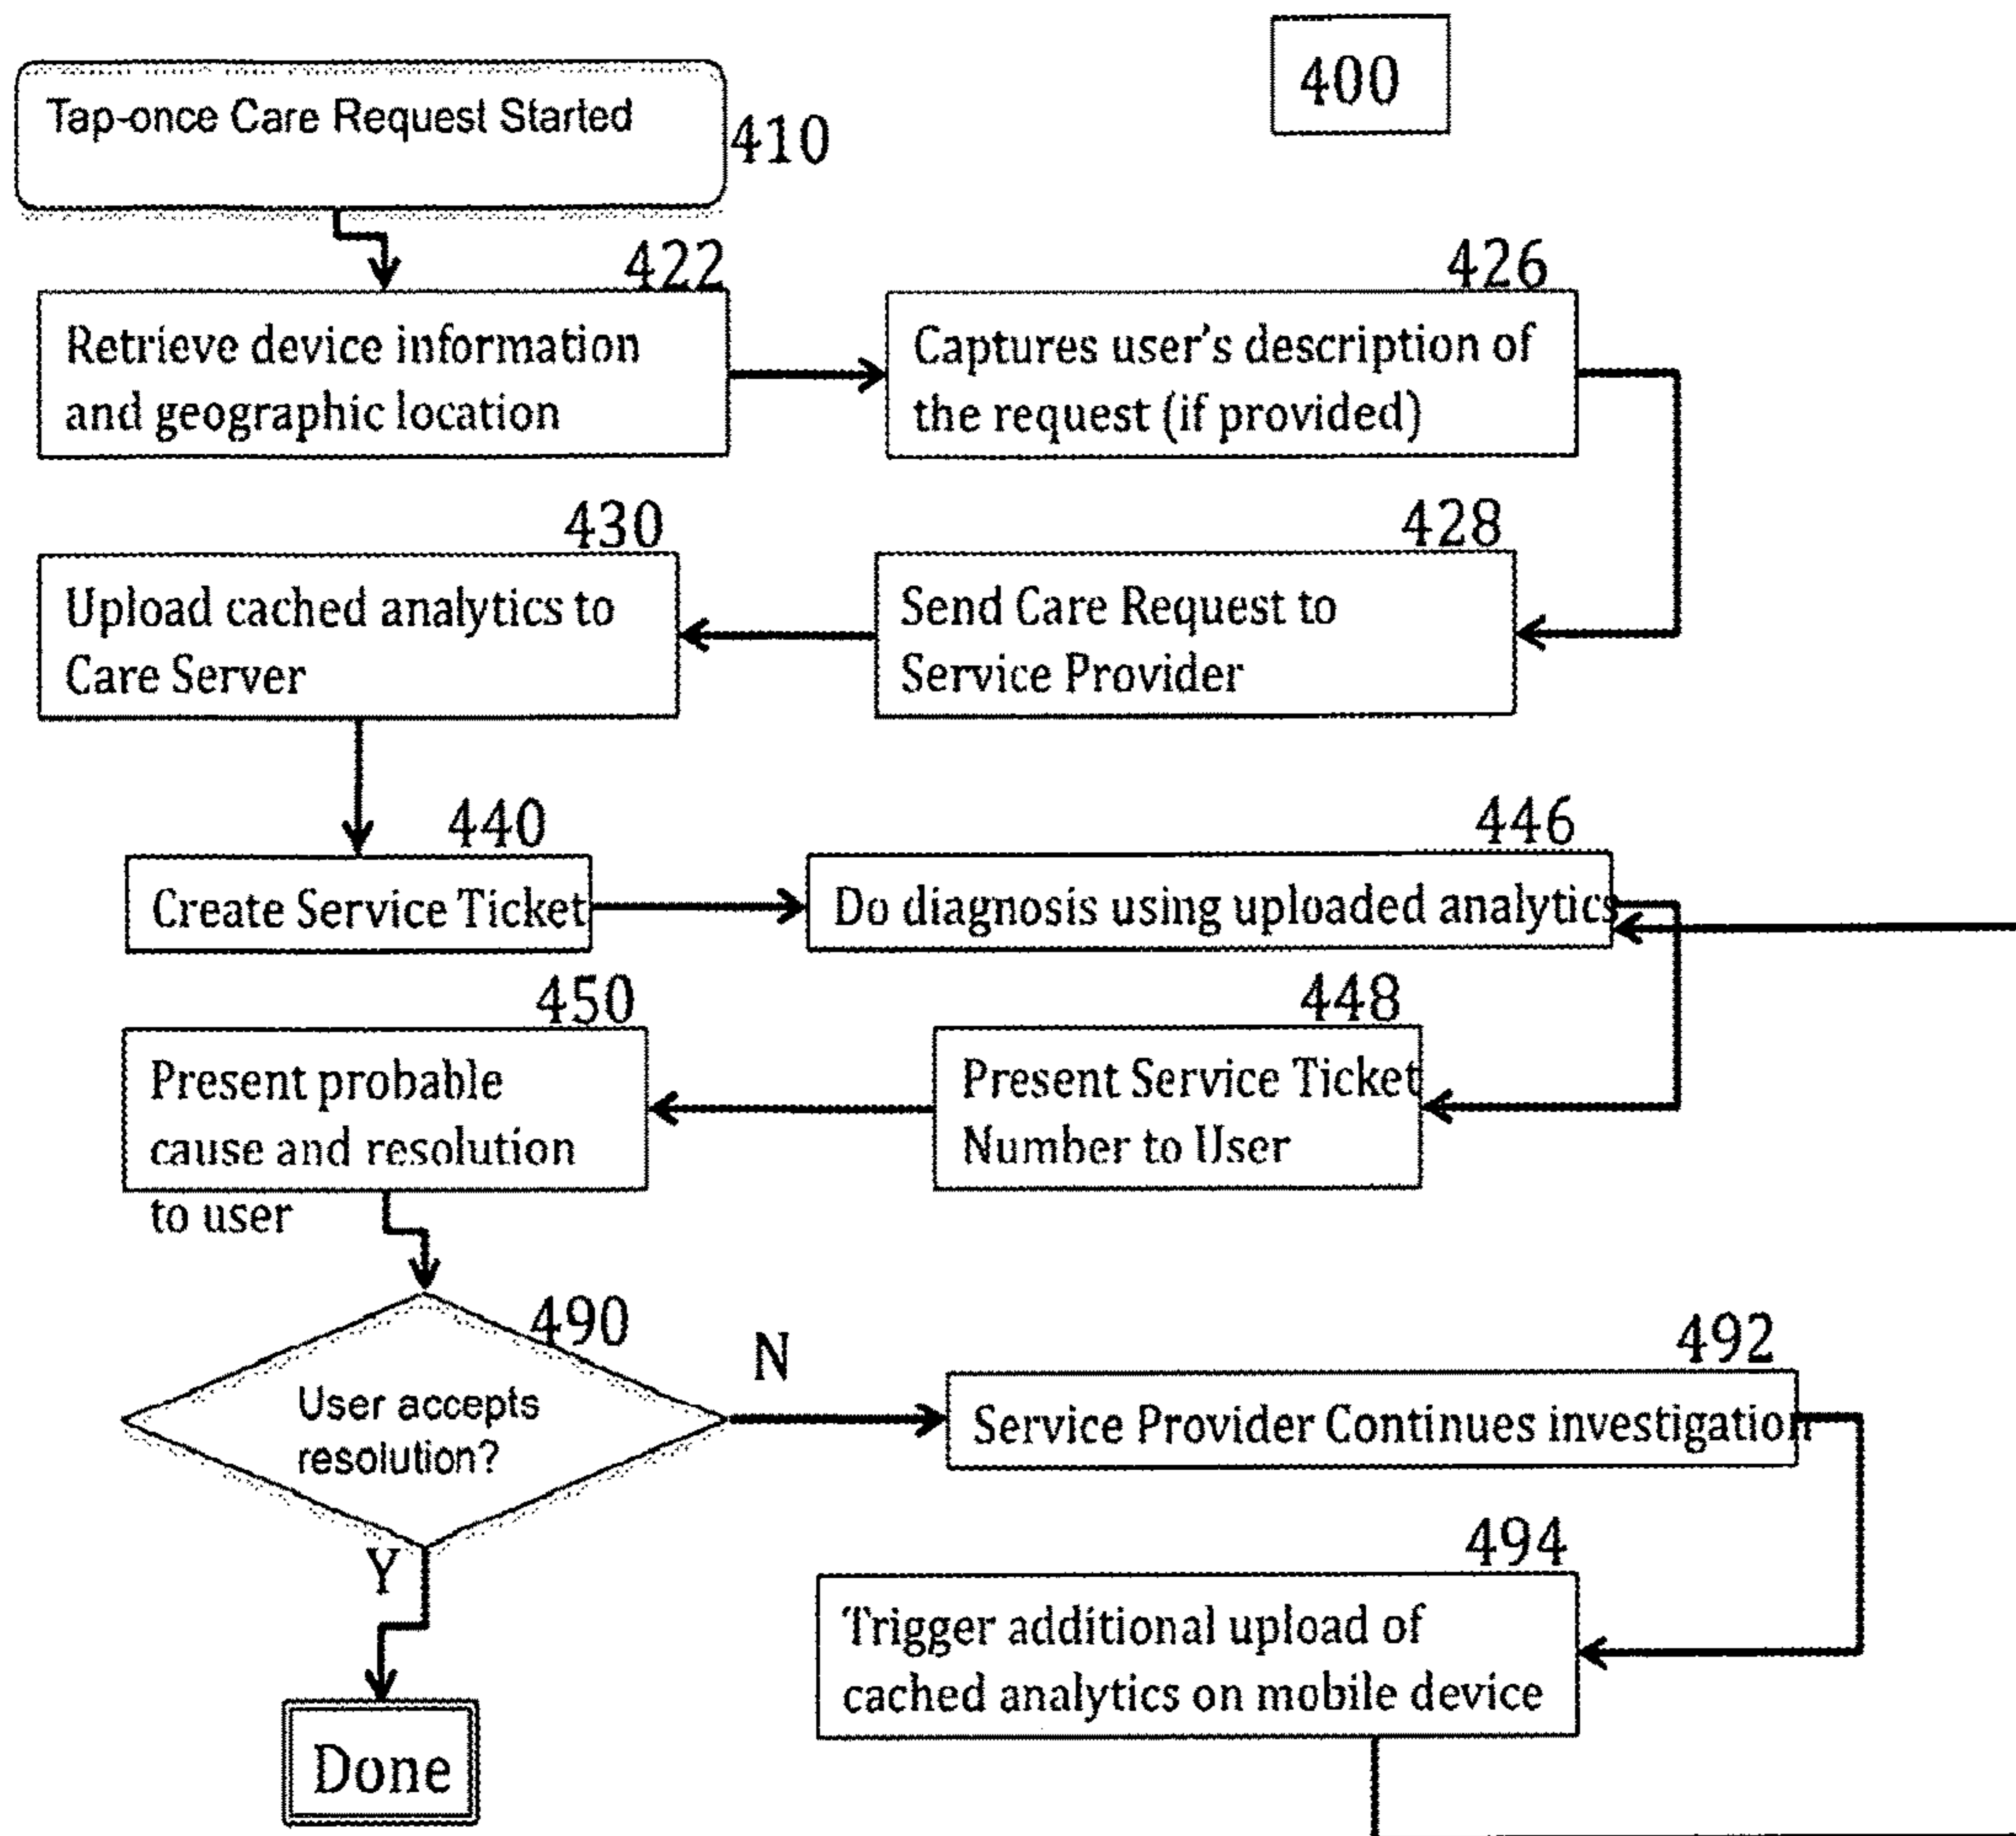 400
Tap-once Care Request Started
410
422
Retrieve device information
and geographic location
426
Captures user's description of
the request (if provided)
428
Send Care Request to
Service Provider
430
Upload cached analytics to
Care Server
440
Create Service Ticket
446
Do diagnosis using uploaded analytics
448
Present Service Ticket
Number to User
450
Present probable
cause and resolution
to user
490
User accepts
resolution?
N
492
Service Provider Continues investigation
494
Trigger additional upload of
cached analytics on mobile device
Y
Done